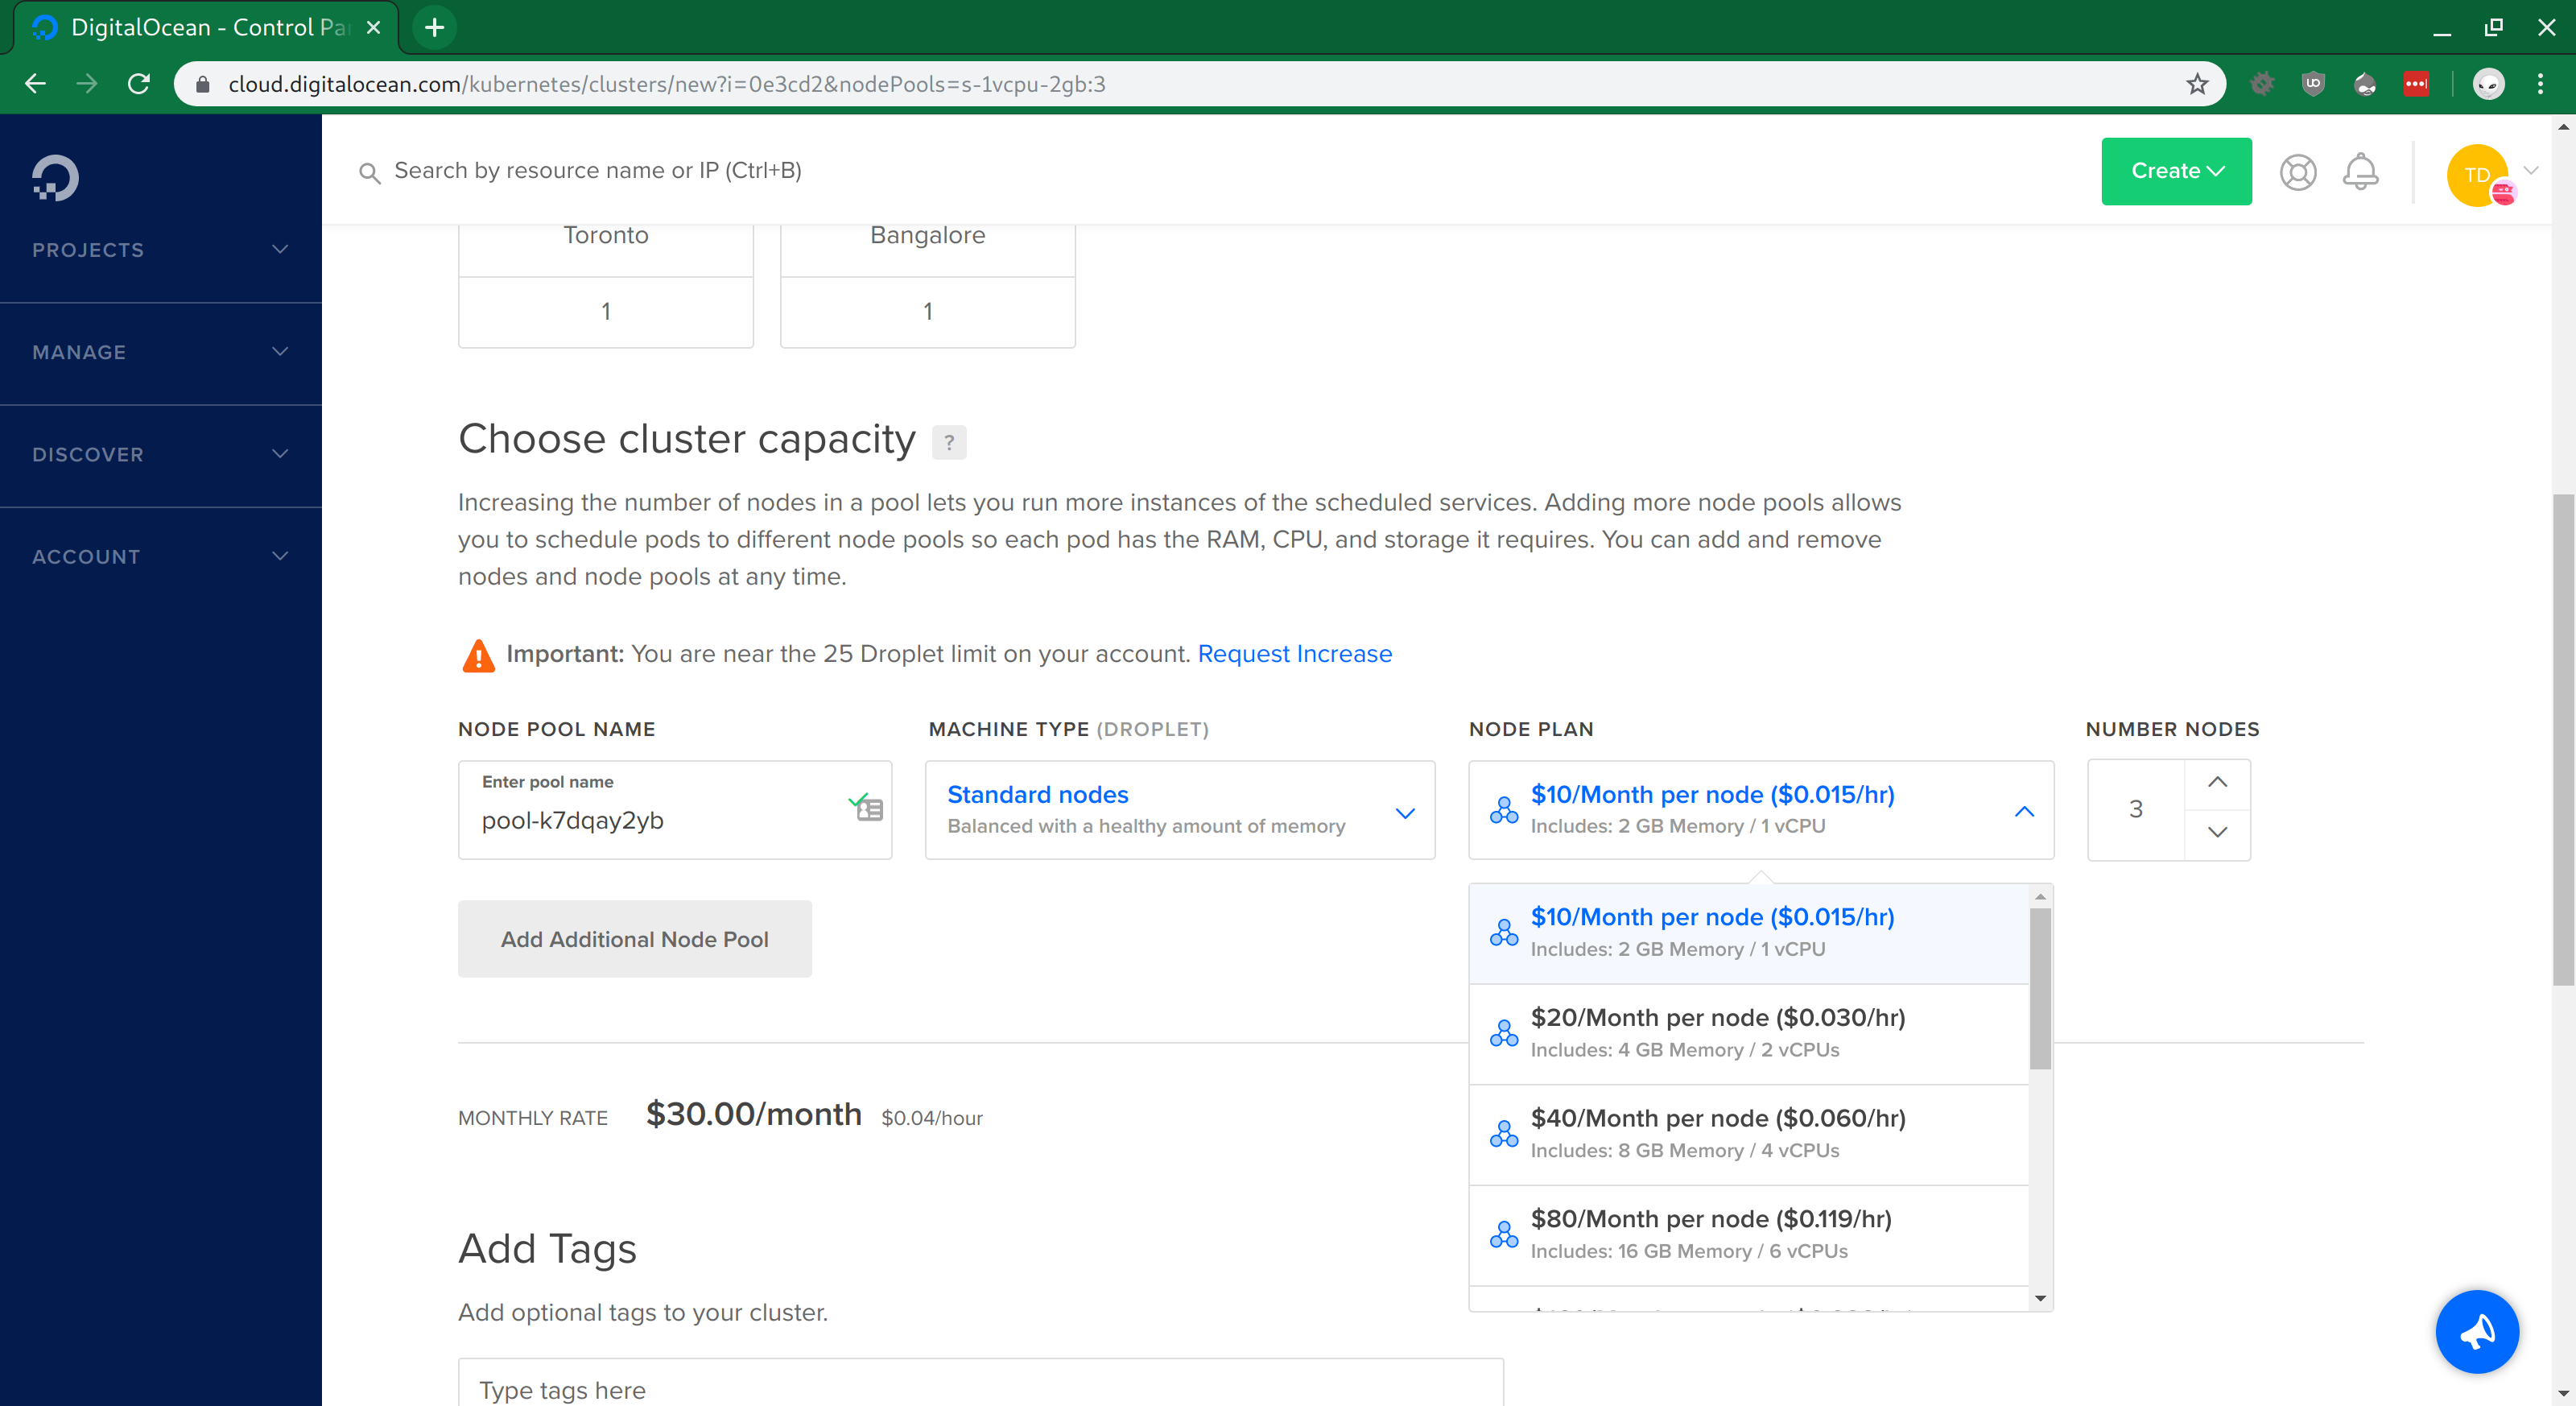 DigitalOcean - Control Pa
cloud.digitalocean.com/kubernetes/clusters/new?i=0e3cd2&nodePools=s-1vcpu-2gb:3
Search by resource name or IP (Ctrl+B)
Create
TD
PROJECTS
MANAGE
DISCOVER
ACCOUNT
Toronto
Bangalore
1
1
Choose cluster capacity ?
Increasing the number of nodes in a pool lets you run more instances of the scheduled services. Adding more node pools allows
you to schedule pods to different node pools so each pod has the RAM, CPU, and storage it requires. You can add and remove
nodes and node pools at any time.
Important: You are near the 25 Droplet limit on your account. Request Increase
NODE POOL NAME
MACHINE TYPE (DROPLET)
NODE PLAN
NUMBER NODES
Enter pool name
pool-k7dqay2yb
Standard nodes
Balanced with a healthy amount of memory
$10/Month per node ($0.015/hr)
Includes: 2 GB Memory / 1 vCPU
3
Add Additional Node Pool
$10/Month per node ($0.015/hr)
Includes: 2 GB Memory / 1 vCPU
$20/Month per node ($0.030/hr)
Includes: 4 GB Memory / 2 vCPUs
$40/Month per node ($0.060/hr)
Includes: 8 GB Memory / 4 vCPUs
$80/Month per node ($0.119/hr)
Includes: 16 GB Memory / 6 vCPUs
MONTHLY RATE $30.00/month $0.04/hour
Add Tags
Add optional tags to your cluster.
Type tags here